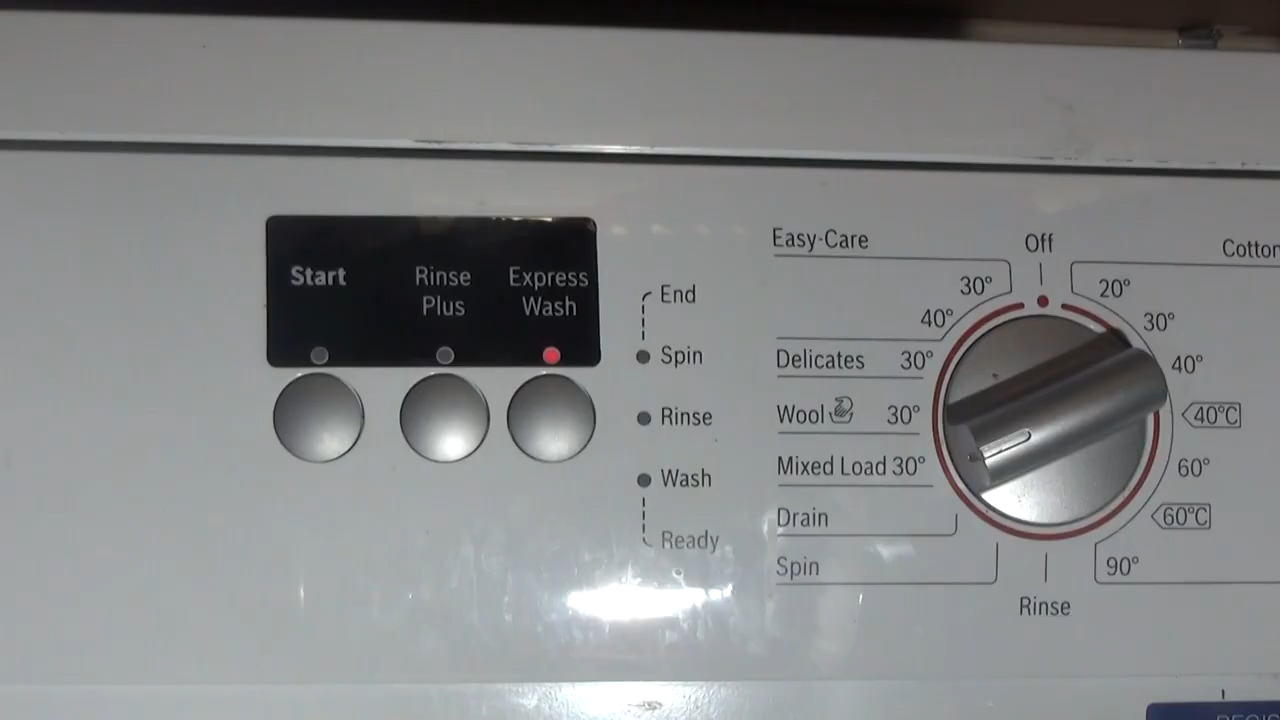 Start
Rinse
Plus
Express
Wash
End
Spin
Rinse
Wash
Ready
Easy-Care
30°
40°
Delicates 30°
Wool 30°
Mixed Load 30°
Drain
Spin
Off
Rinse
20°
30°
40°
40°C
60°
60°C
90°